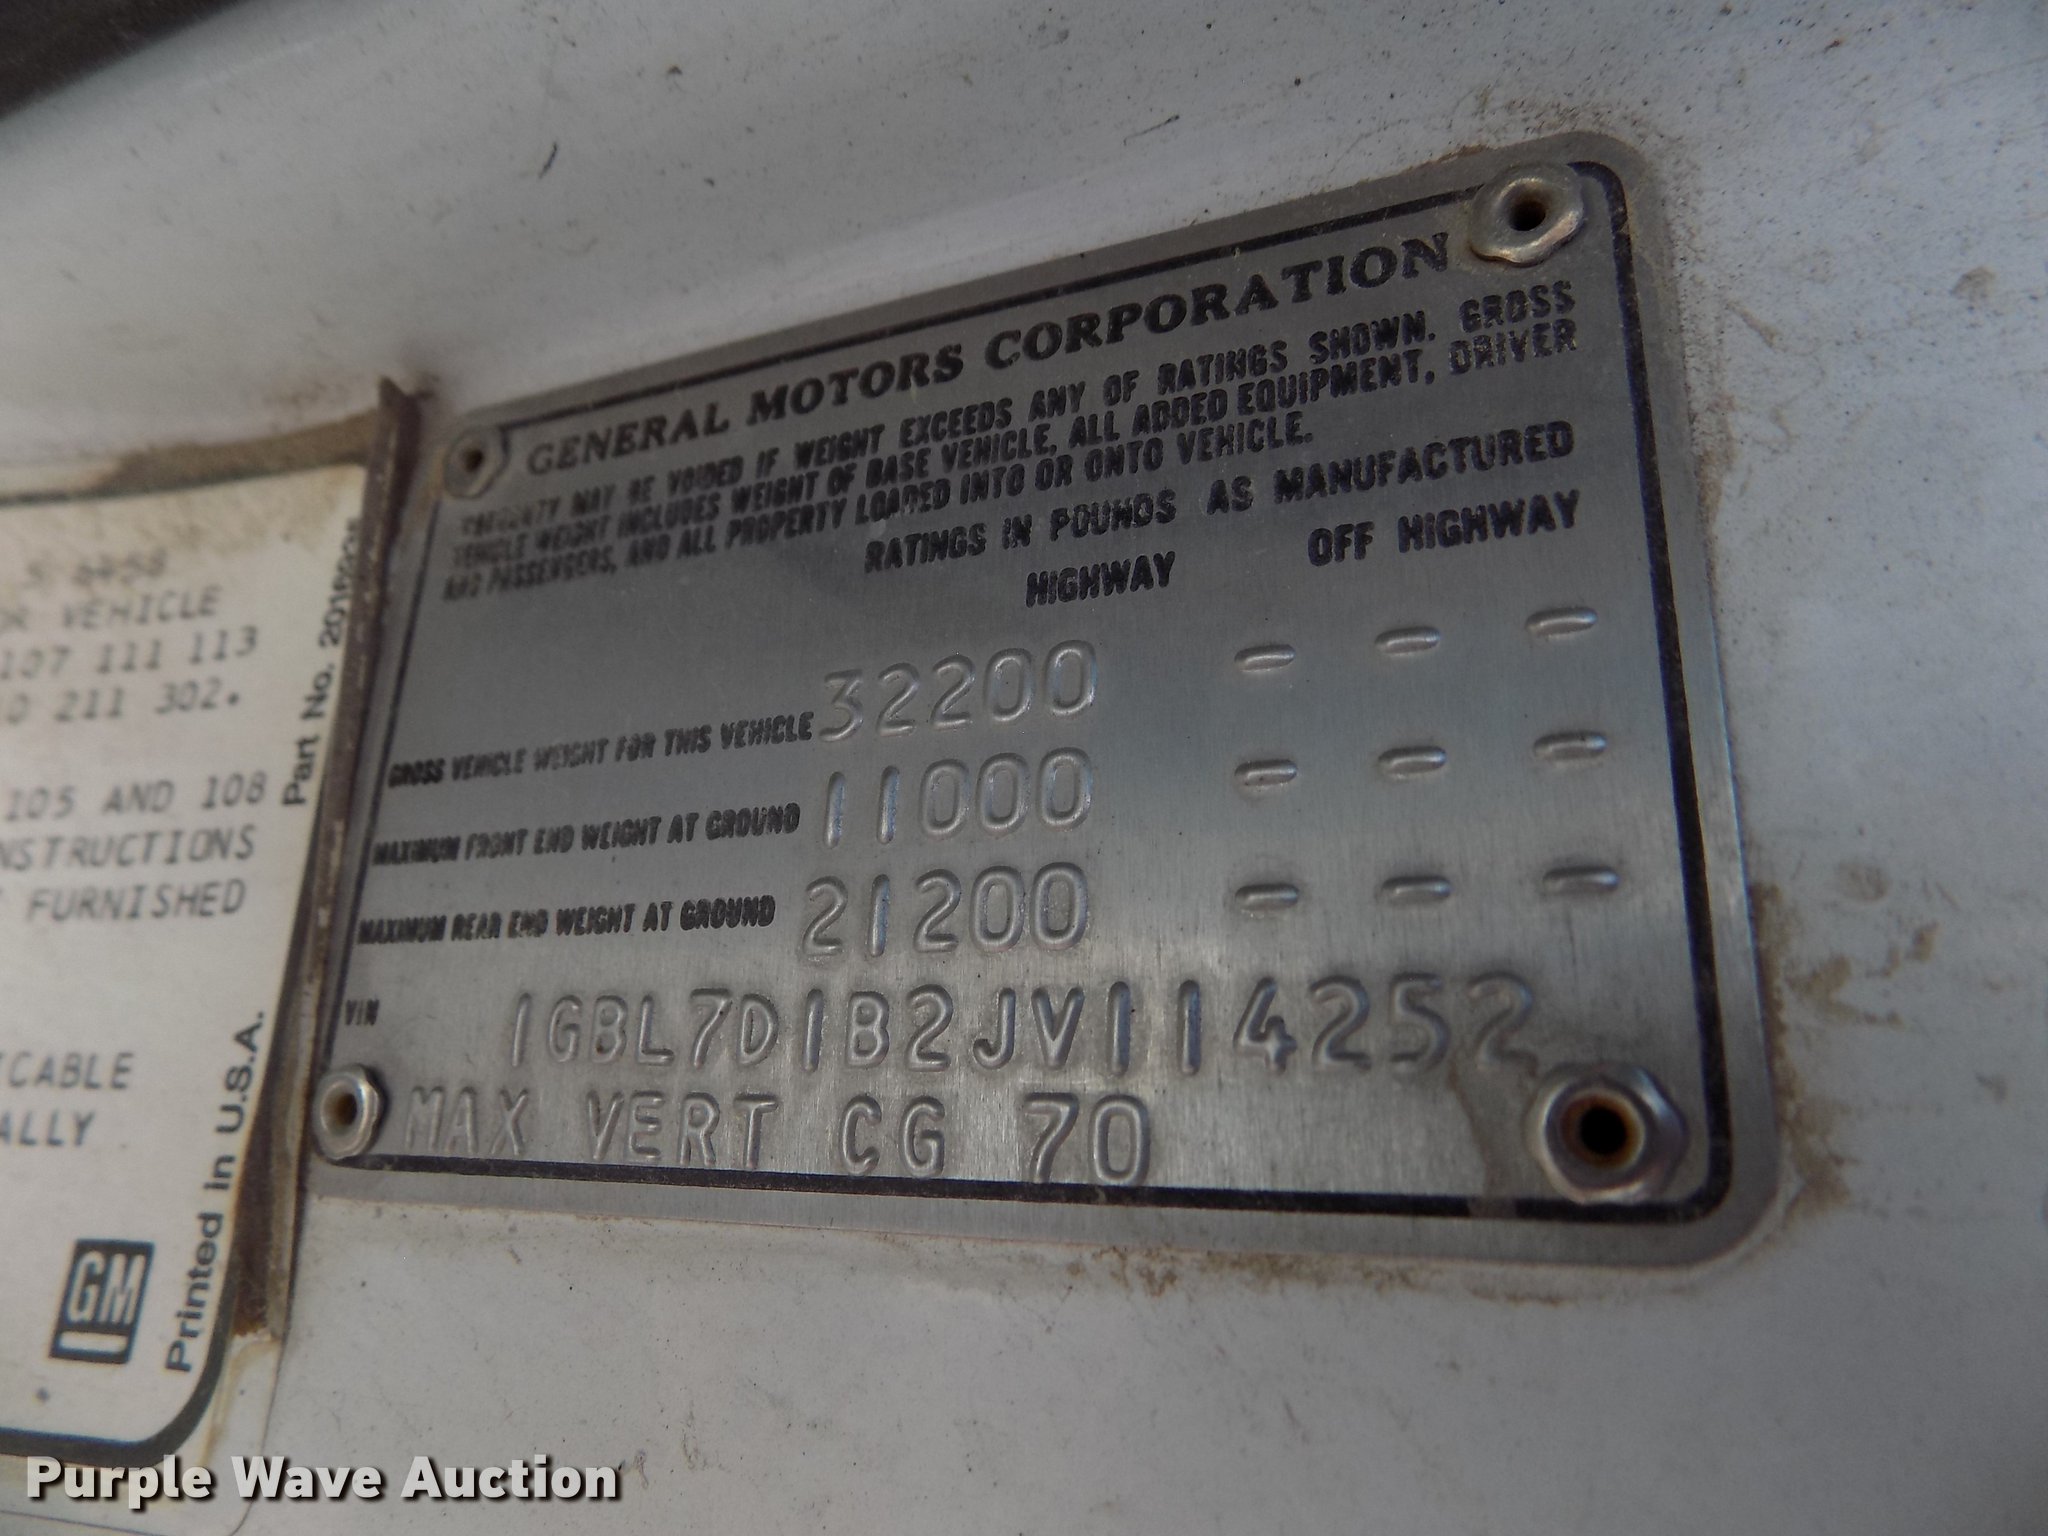 GENERAL MOTORS CORPORATION
WARRANTY MAY BE VOIDED IF WEIGHT EXCEEDS ANY OF RATINGS SHOWN. GROSS
VEHICLE WEIGHT INCLUDES WEIGHT OF BASE VEHICLE, ALL ADDED EQUIPMENT, DRIVER
AND PASSENGERS, AND ALL PROPERTY LOADED INTO OR ONTO VEHICLE.
RATINGS IN POUNDS AS MANUFACTURED
HIGHWAY OFF HIGHWAY
GROSS VEHICLE WEIGHT FOR THIS VEHICLE 32200 - - -
MAXIMUM FRONT END WEIGHT AT GROUND 11000 - - -
MAXIMUM REAR END WEIGHT AT GROUND 21200 - - -
VIN 1GBL7D1B2JV114252
MAX VERT CG 70
VEHICLE
107 111 113
211 302.
105 AND 108
NSTRUCTIONS
FURNISHED
CABLE
ALLY
Part No.
Printed in U.S.A.
GM
Purple Wave Auction